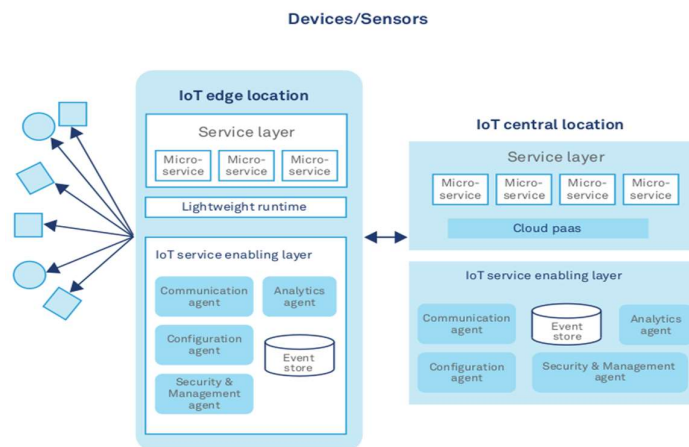 Devices/Sensors
IoT edge location
Service layer
Micro-
service
Micro-
service
Micro-
service
Lightweight runtime
IoT service enabling layer
Communication
agent
Analytics
agent
Configuration
agent
Event
store
Security &
Management
agent
IoT central location
Service layer
Micro-
service
Micro-
service
Micro-
service
Micro-
service
Cloud paas
IoT service enabling layer
Communication
agent
Event
store
Analytics
agent
Configuration
agent
Security & Management
agent